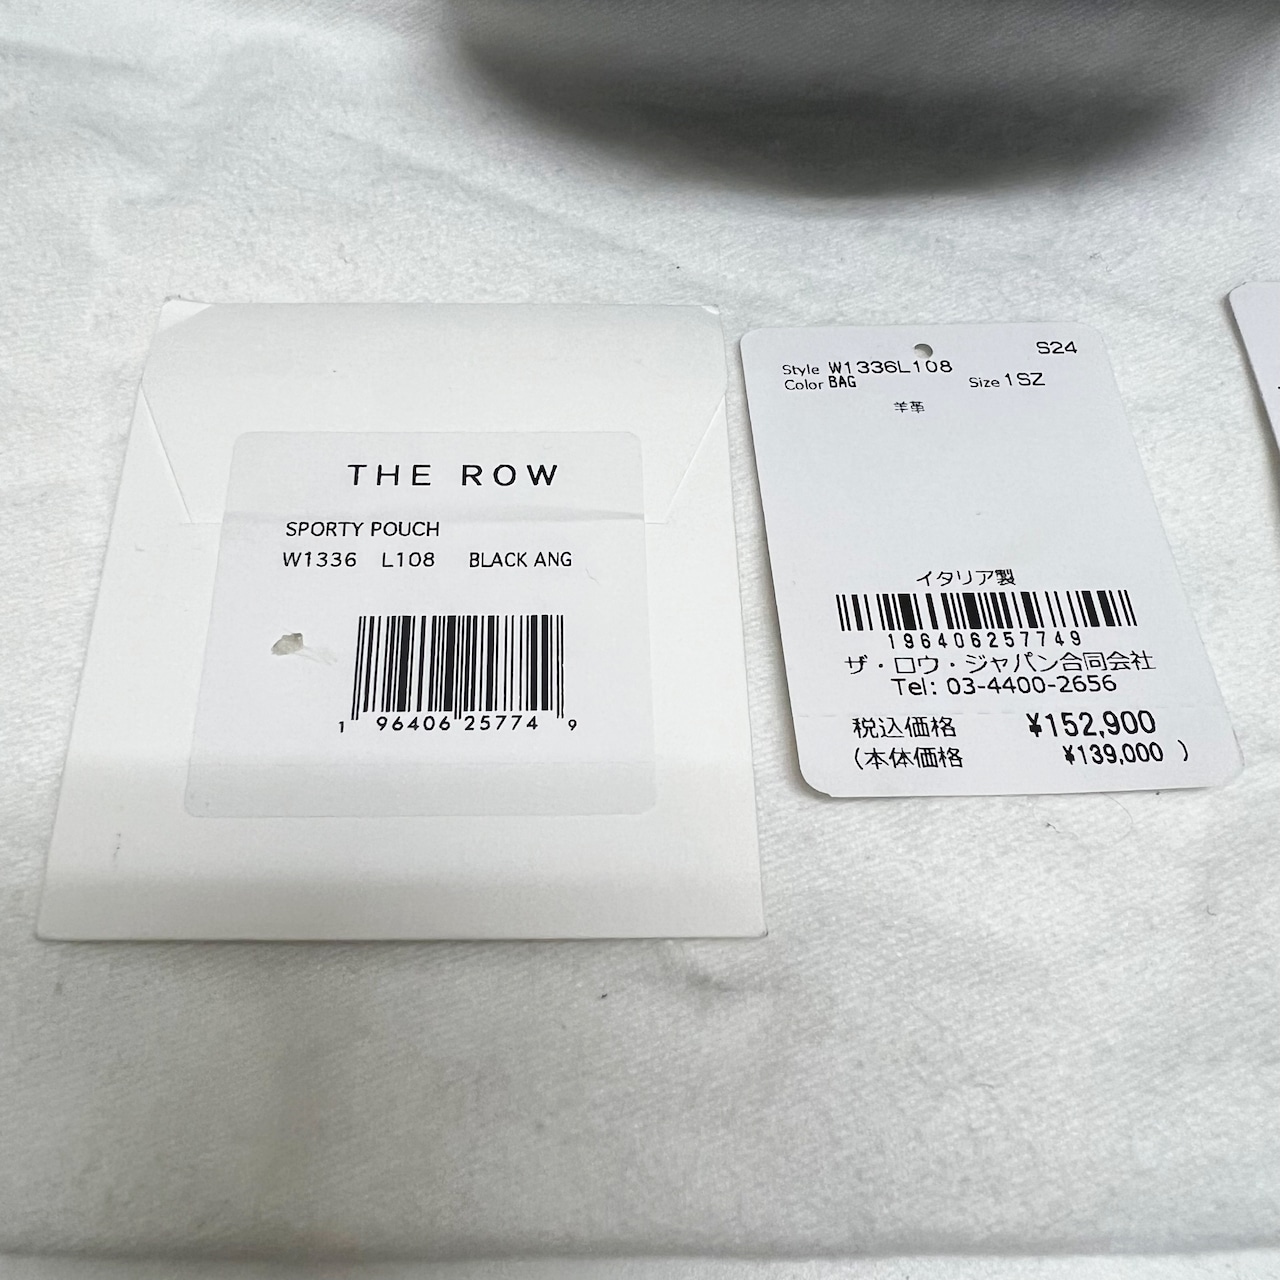 THE ROW
SPORTY POUCH
W1336 L108 BLACK ANG
1 96406 25774 9
S24
Style W1336L108
Color BAG Size 1SZ
羊革
イタリア製
196406257749
ザ・ロウ・ジャパン合同会社
Tel: 03-4400-2656
税込価格 ¥152,900
(本体価格 ¥139,000 )